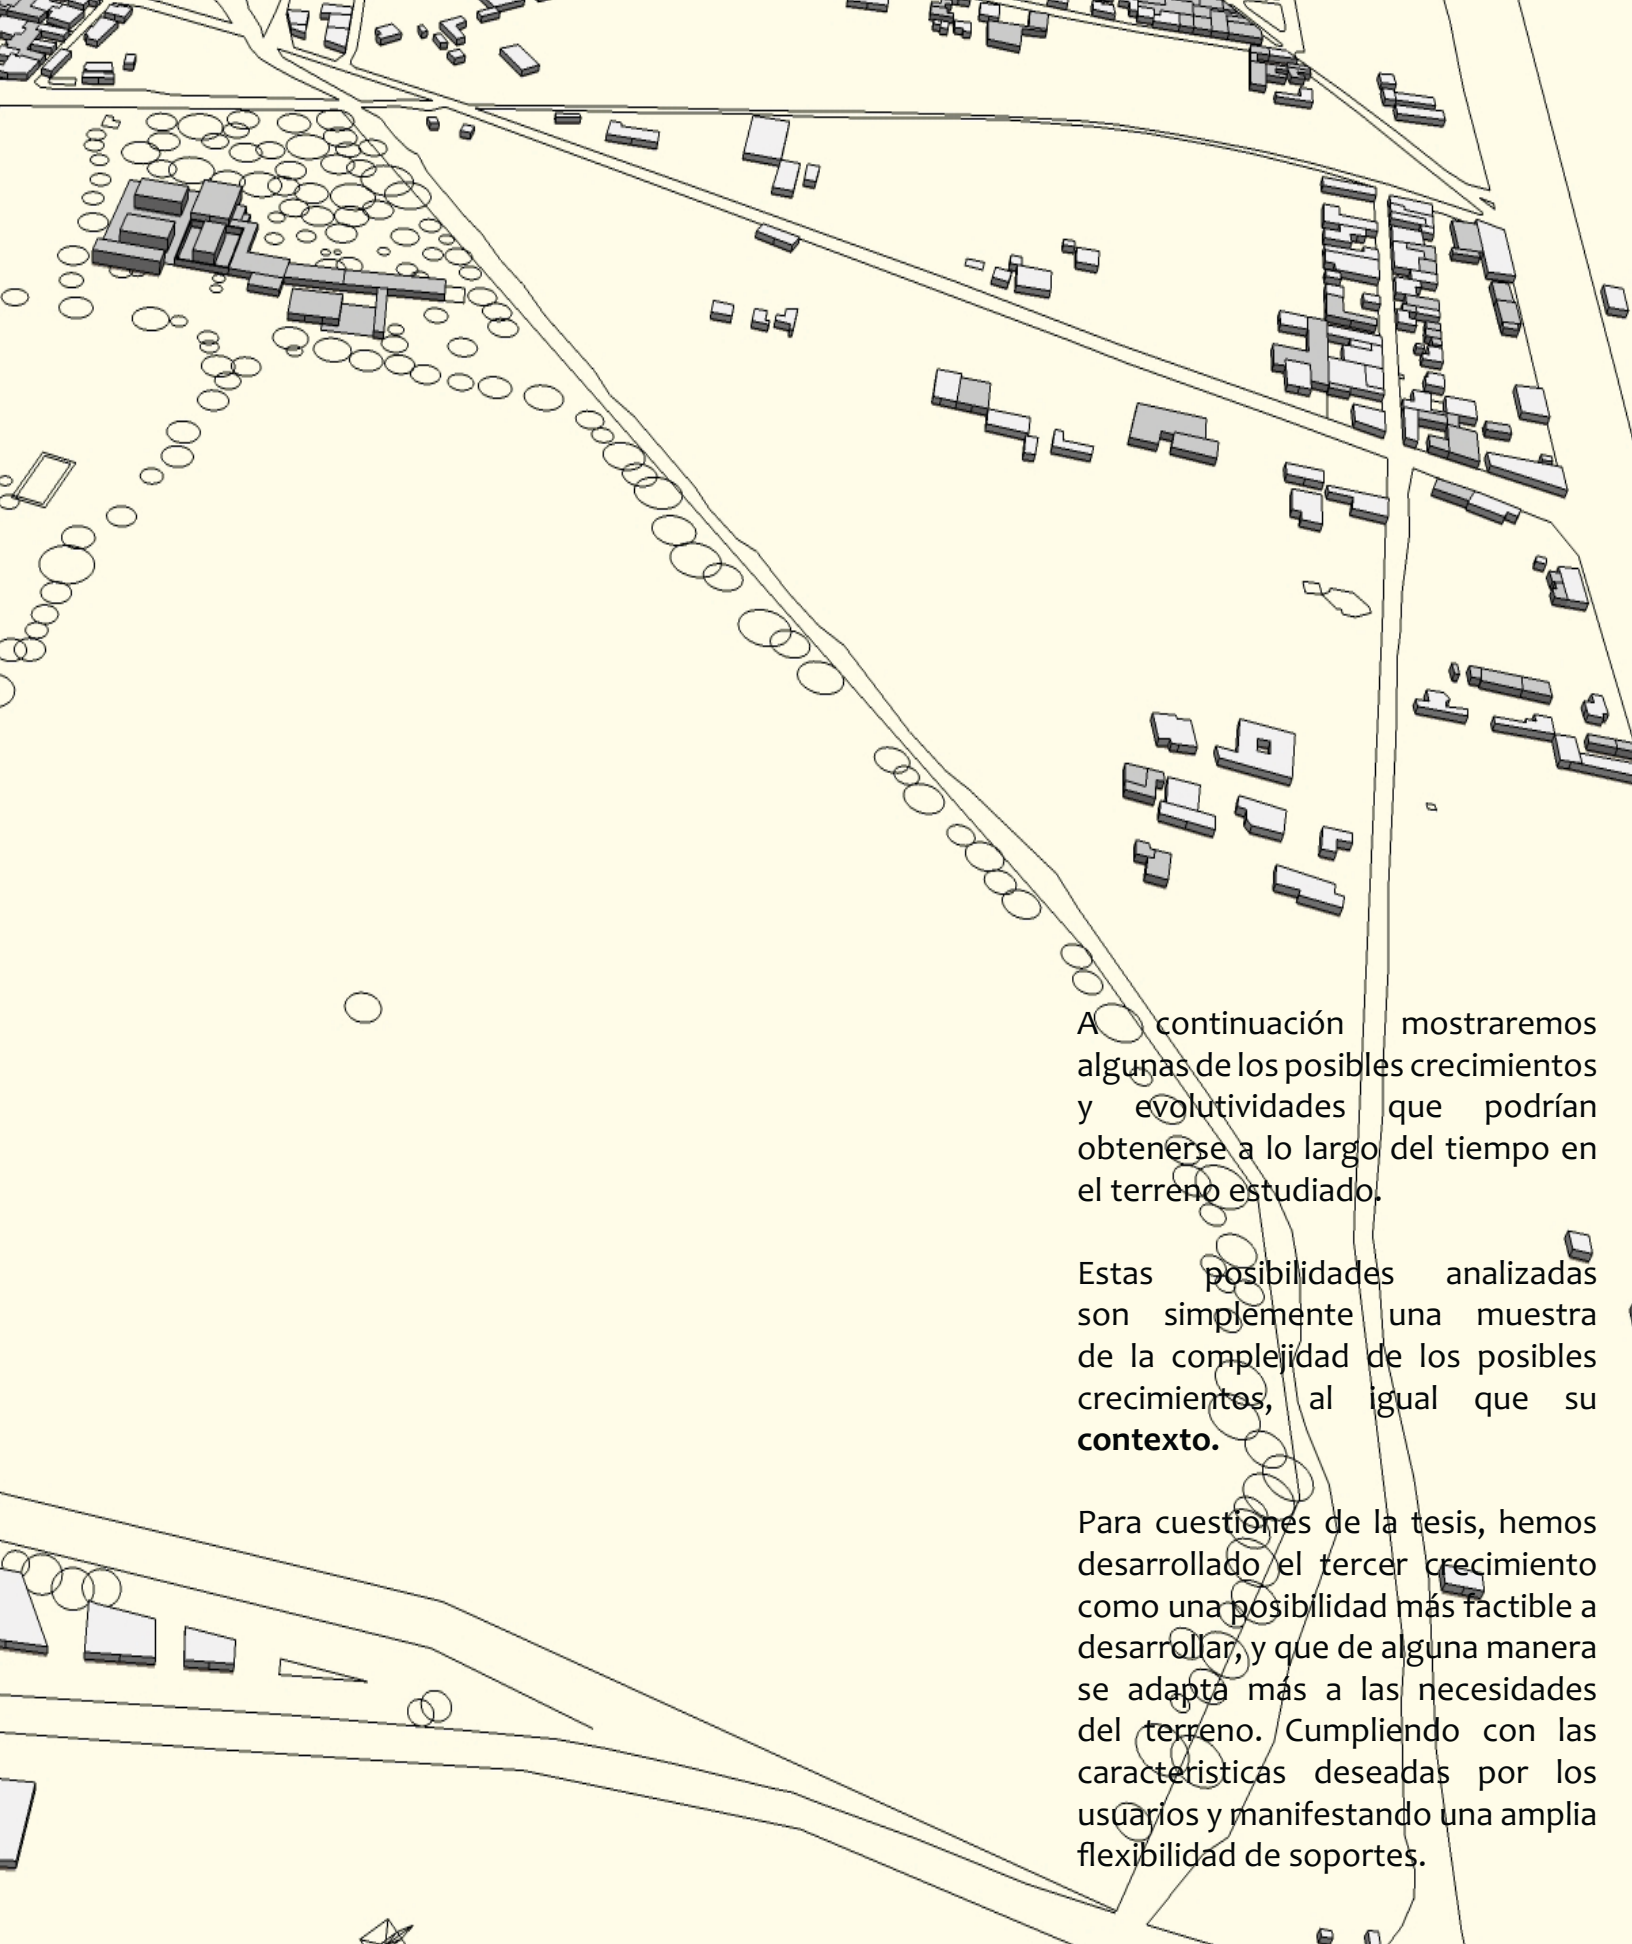 A continuación mostraremos
algunas de los posibles crecimientos
y evolutividades que podrían
obtenerse a lo largo del tiempo en
el terreno estudiado.
Estas posibilidades analizadas
son simplemente una muestra
de la complejidad de los posibles
crecimientos, al igual que su
contexto.
Para cuestiones de la tesis, hemos
desarrollado el tercer crecimiento
como una posibilidad más factible a
desarrollar, y que de alguna manera
se adapta más a las necesidades
del terreno. Cumpliendo con las
caracteristicas deseadas por los
usuarios y manifestando una amplia
flexibilidad de soportes.